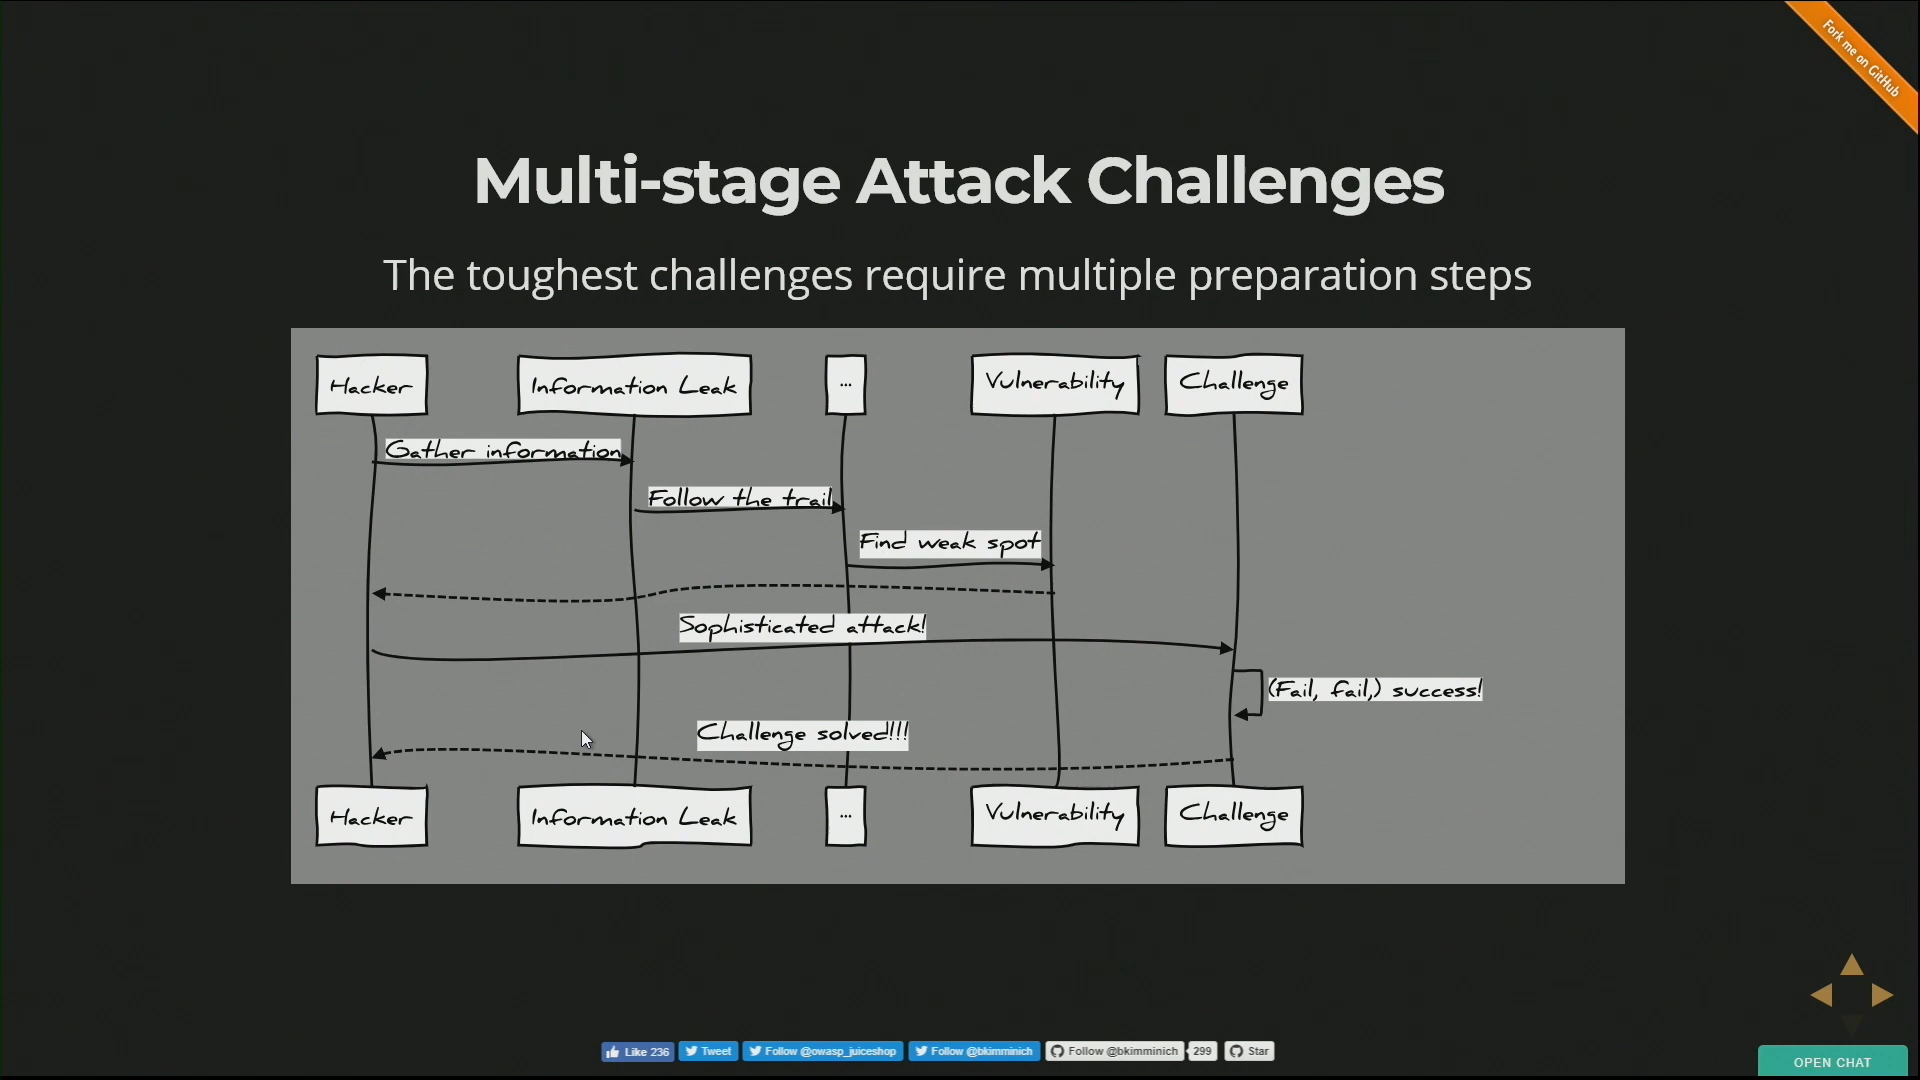 Fork me on GitHub
Multi-stage Attack Challenges
The toughest challenges require multiple preparation steps
Hacker
Information Leak
...
Vulnerability
Challenge
Gather information
Follow the trail
Find weak spot
Sophisticated attack!
(Fail, fail,) success!
Challenge solved!!!
Hacker
Information Leak
...
Vulnerability
Challenge
Like 236
Tweet
Follow @owasp_juiceshop
Follow @bkimminich
Follow @bkimminich
299
Star
OPEN CHAT